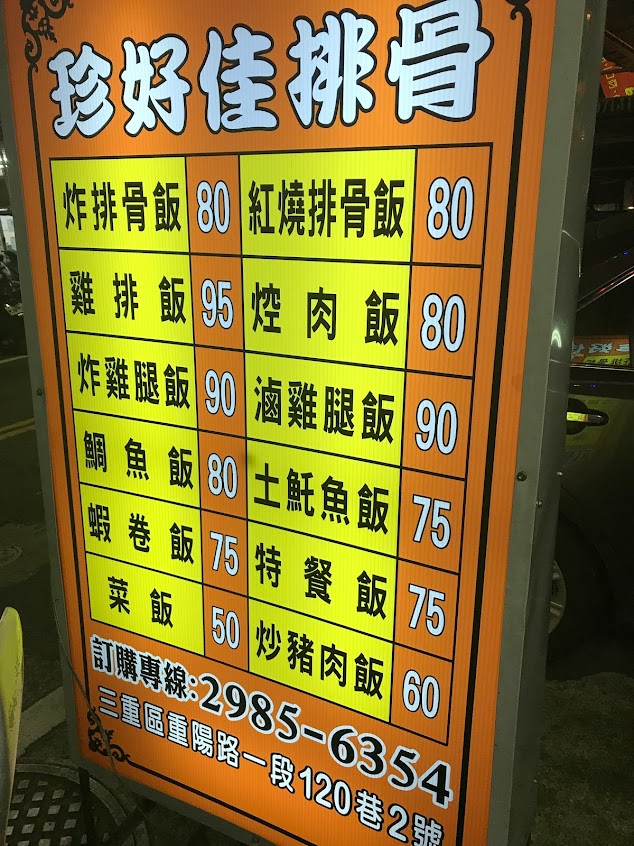 珍好佳排骨
炸排骨飯 80 紅燒排骨飯 80
雞排飯 95 焢肉飯 80
炸雞腿飯 90 滷雞腿飯 90
鯛魚飯 80 土魠魚飯 75
蝦卷飯 75 特餐飯 75
菜飯 50 炒豬肉飯 60
訂購專線:2985-6354
三重區重陽路一段120巷2號